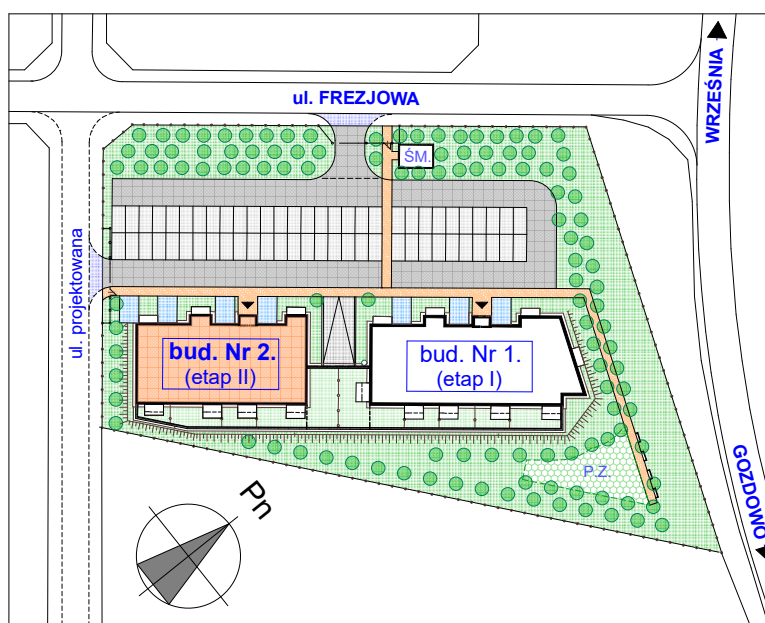 ul. FREZJOWA
WRZEŚNIA
ŚM.
ul. projektowana
bud. Nr 2.
(etap II)
bud. Nr 1.
(etap I)
P.Z.
GOZDOWO
Pn